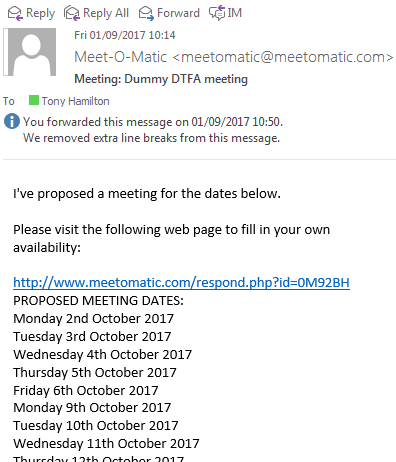 Reply Reply All Forward IM
Fri 01/09/2017 10:14
Meet-O-Matic <meetomatic@meetomatic.com>
Meeting: Dummy DTFA meeting
To Tony Hamilton
You forwarded this message on 01/09/2017 10:50.
We removed extra line breaks from this message.
I've proposed a meeting for the dates below.
Please visit the following web page to fill in your own
availability:
http://www.meetomatic.com/respond.php?id=0M92BH
PROPOSED MEETING DATES:
Monday 2nd October 2017
Tuesday 3rd October 2017
Wednesday 4th October 2017
Thursday 5th October 2017
Friday 6th October 2017
Monday 9th October 2017
Tuesday 10th October 2017
Wednesday 11th October 2017
Thursday 12th October 2017